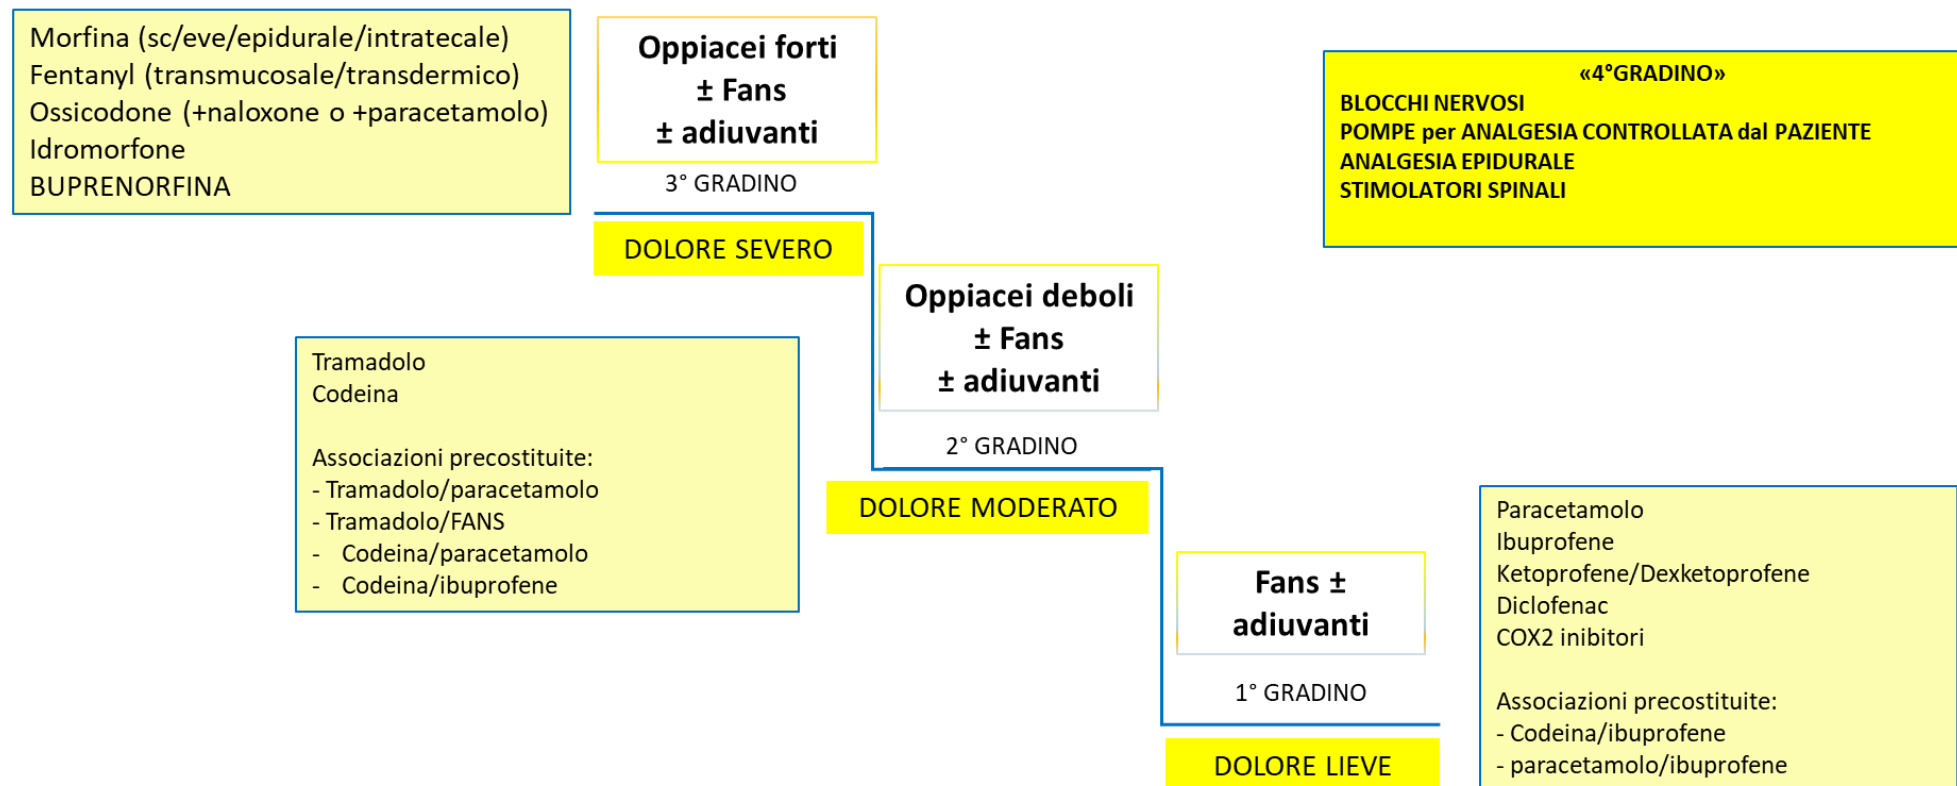 Morfina (sc/eve/epidurale/intratecale)
Fentanyl (transmucosale/transdermico)
Ossicodone (+naloxone o +paracetamolo)
Idromorfone
BUPRENORFINA
Oppiacei forti
± Fans
± adiuvanti
3° GRADINO
DOLORE SEVERO
«4°GRADINO»
BLOCCHI NERVOSI
POMPE per ANALGESIA CONTROLLATA dal PAZIENTE
ANALGESIA EPIDURALE
STIMOLATORI SPINALI
Oppiacei deboli
± Fans
± adiuvanti
2° GRADINO
DOLORE MODERATO
Tramadolo
Codeina
Associazioni precostituite:
- Tramadolo/paracetamolo
- Tramadolo/FANS
- Codeina/paracetamolo
- Codeina/ibuprofene
Fans ±
adiuvanti
1° GRADINO
DOLORE LIEVE
Paracetamolo
Ibuprofene
Ketoprofene/Dexketoprofene
Diclofenac
COX2 inibitori
Associazioni precostituite:
- Codeina/ibuprofene
- paracetamolo/ibuprofene